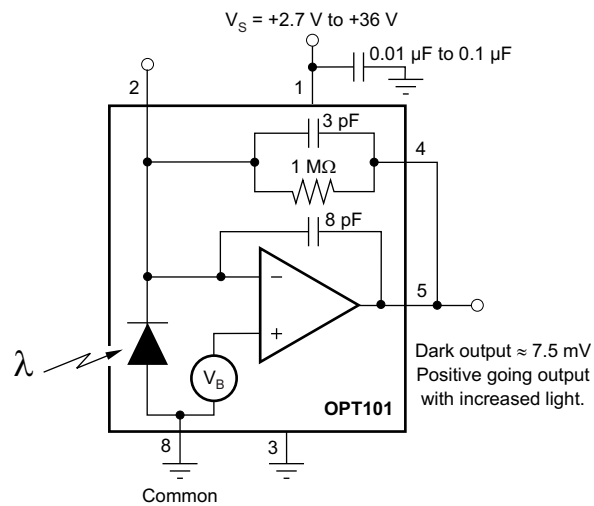 V_S = +2.7 V to +36 V
0.01 µF to 0.1 µF
2
1
3 pF
4
1 MΩ
8 pF
5
λ
V_B
OPT101
Dark output ≈ 7.5 mV
Positive going output
with increased light.
8
3
Common